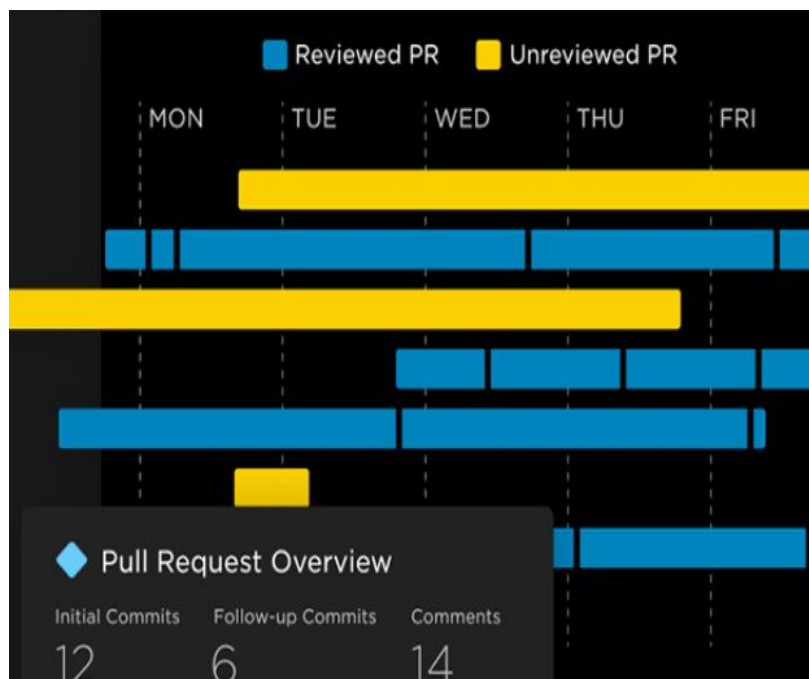 Reviewed PR Unreviewed PR
MON TUE WED THU FRI
Pull Request Overview
Initial Commits Follow-up Commits Comments
12 6 14